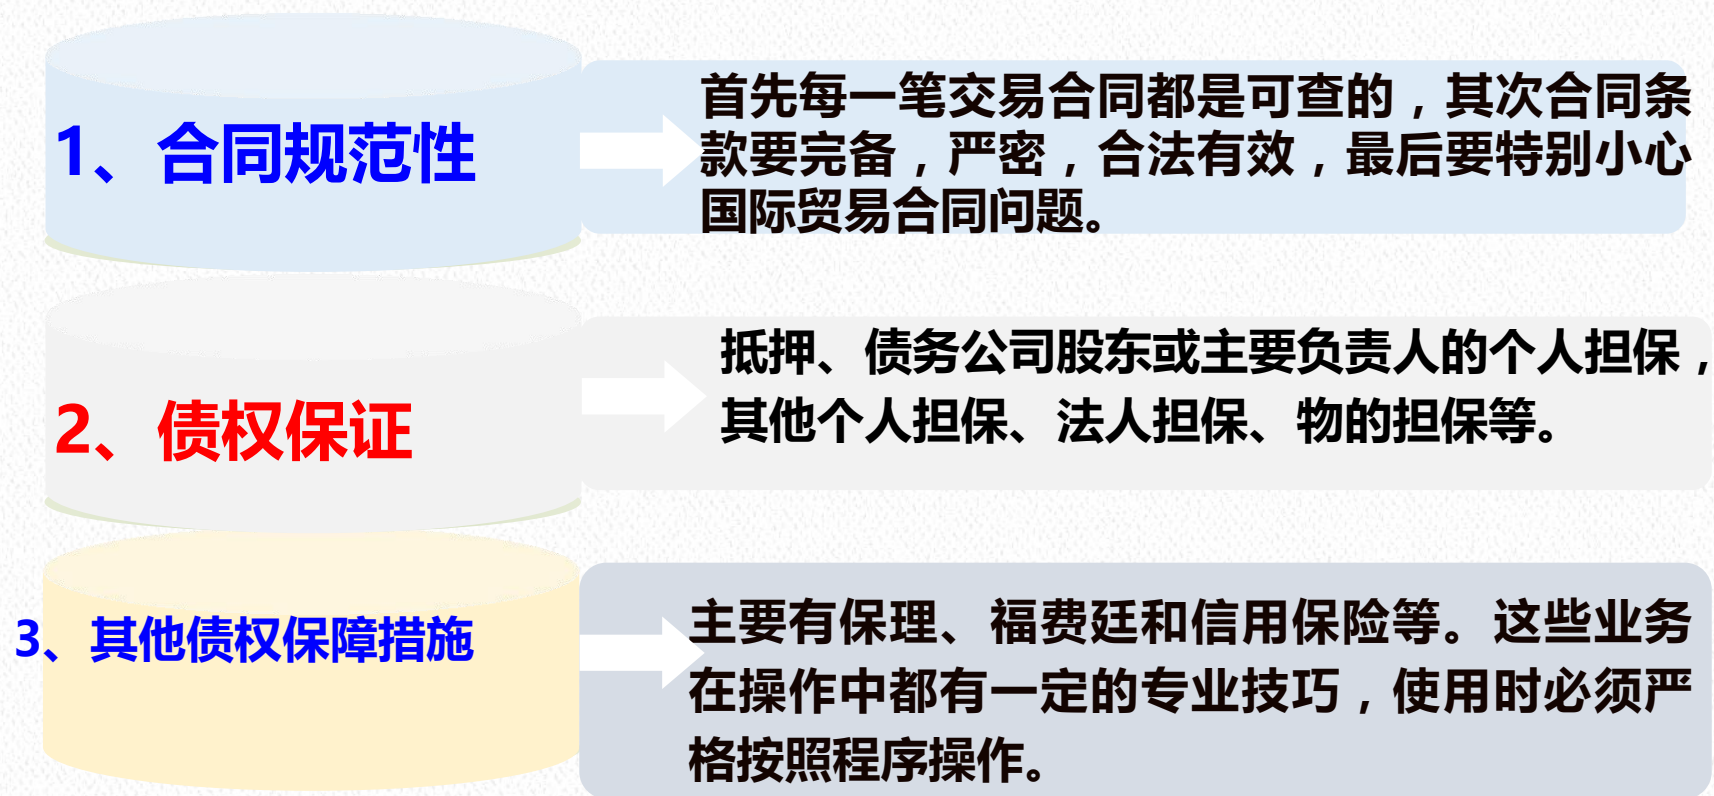 1、合同规范性
首先每一笔交易合同都是可查的，其次合同条
款要完备，严密，合法有效，最后要特别小心
国际贸易合同问题。
2、债权保证
抵押、债务公司股东或主要负责人的个人担保，
其他个人担保、法人担保、物的担保等。
3、其他债权保障措施
主要有保理、福费廷和信用保险等。这些业务
在操作中都有一定的专业技巧，使用时必须严
格按照程序操作。